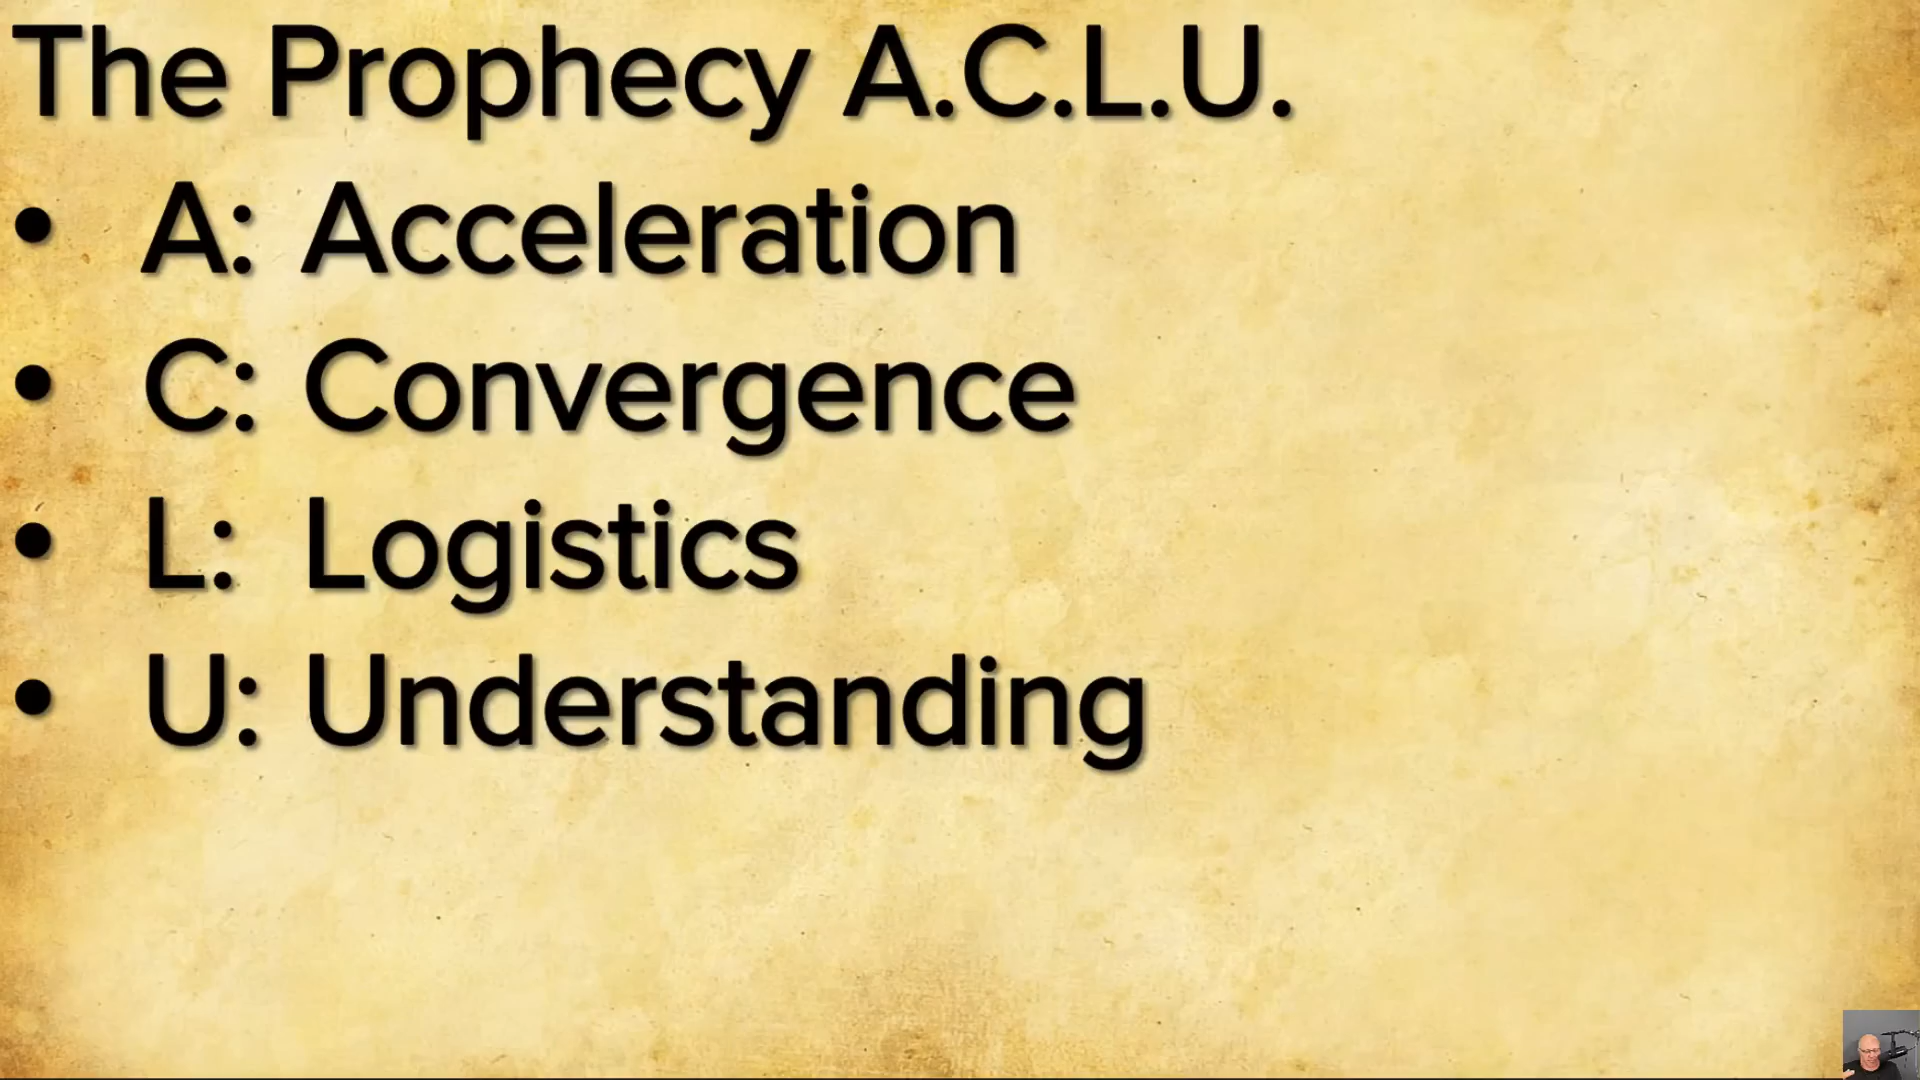 The Prophecy A.C.L.U.
• A: Acceleration
• C: Convergence
• L: Logistics
• U: Understanding